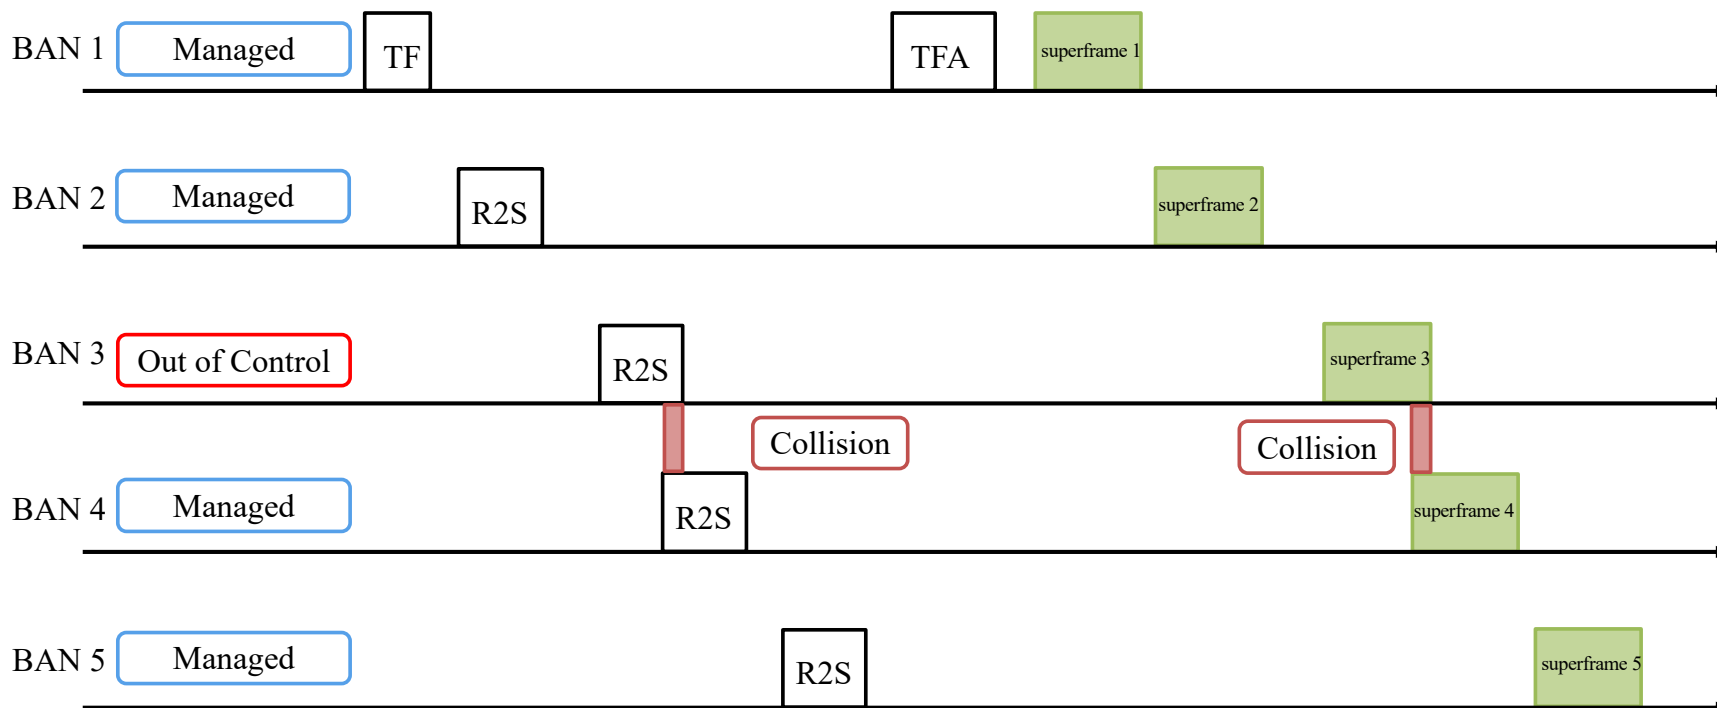 BAN 1 Managed TF TFA superframe 1
BAN 2 Managed R2S superframe 2
BAN 3 Out of Control R2S superframe 3
Collision Collision
BAN 4 Managed R2S superframe 4
BAN 5 Managed R2S superframe 5